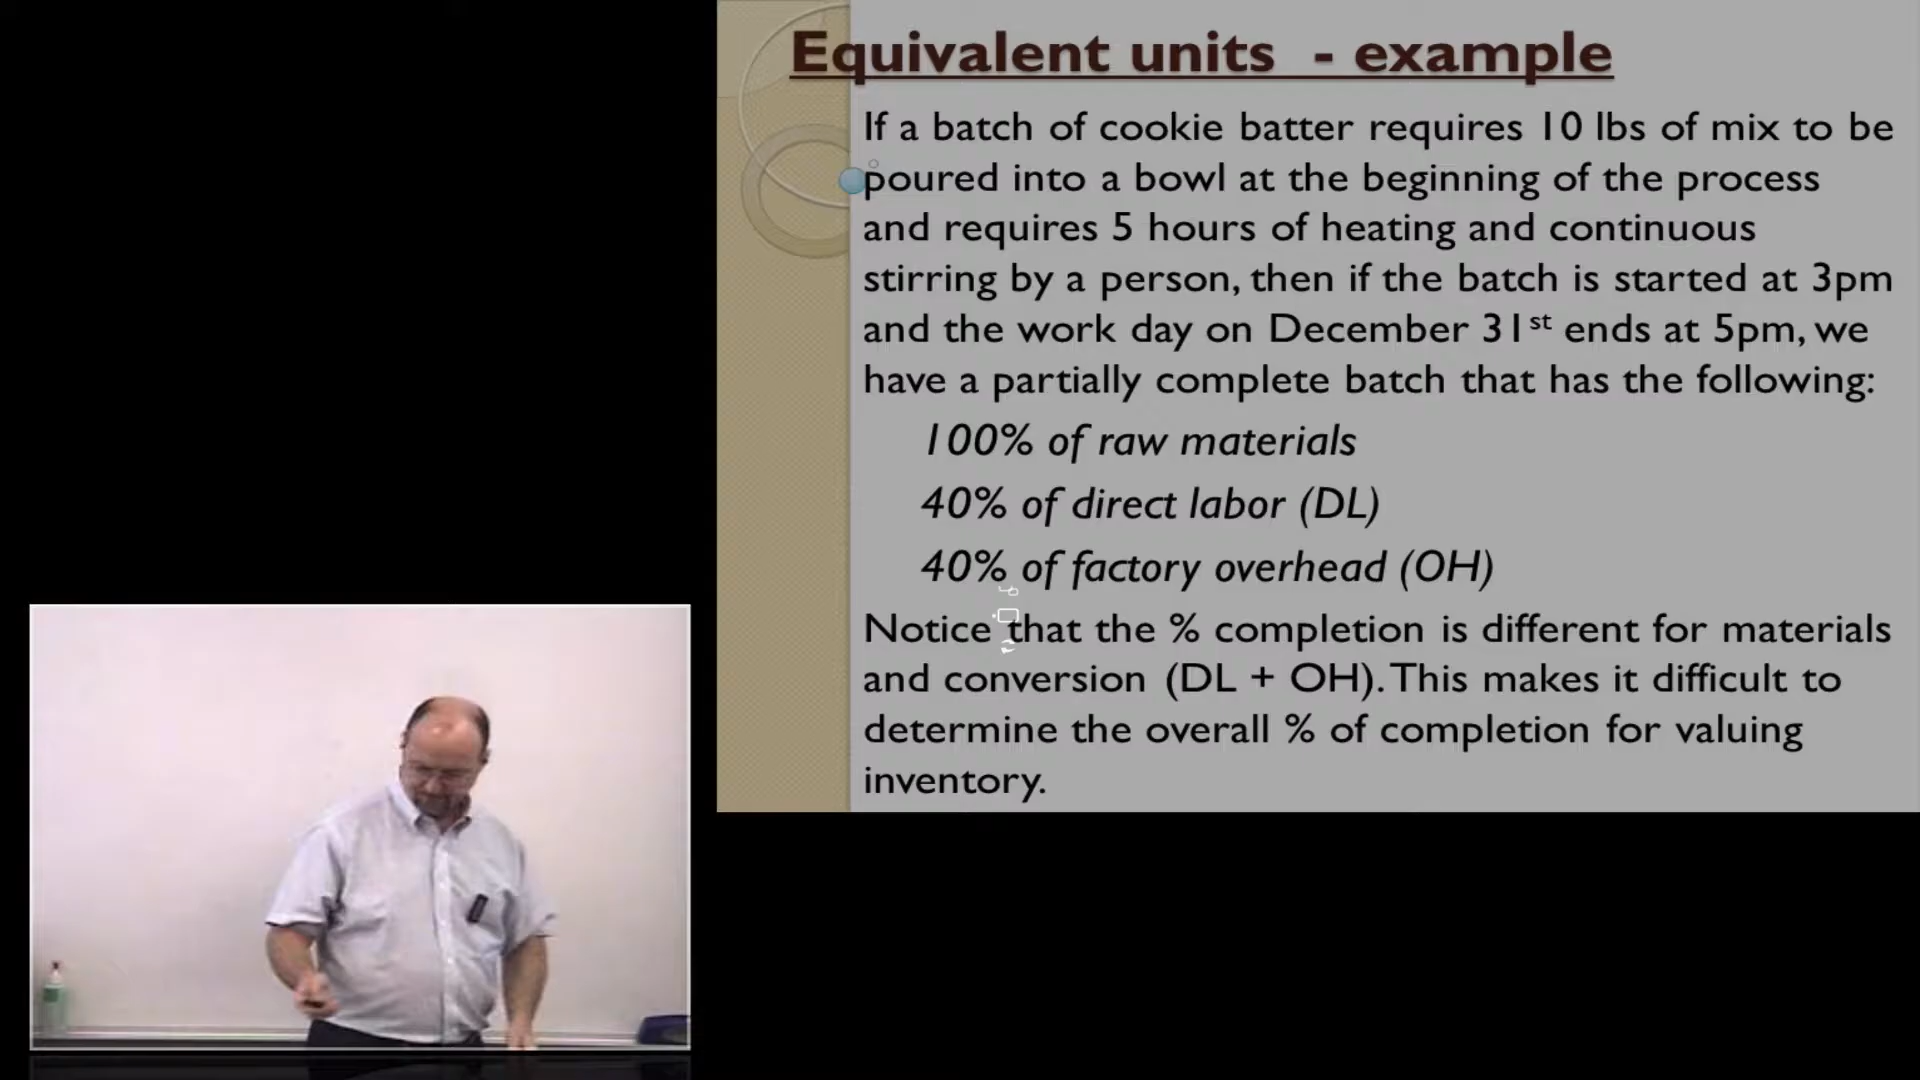 Equivalent units - example
If a batch of cookie batter requires 10 lbs of mix to be
poured into a bowl at the beginning of the process
and requires 5 hours of heating and continuous
stirring by a person, then if the batch is started at 3pm
and the work day on December 31st ends at 5pm, we
have a partially complete batch that has the following:
100% of raw materials
40% of direct labor (DL)
40% of factory overhead (OH)
Notice that the % completion is different for materials
and conversion (DL + OH). This makes it difficult to
determine the overall % of completion for valuing
inventory.